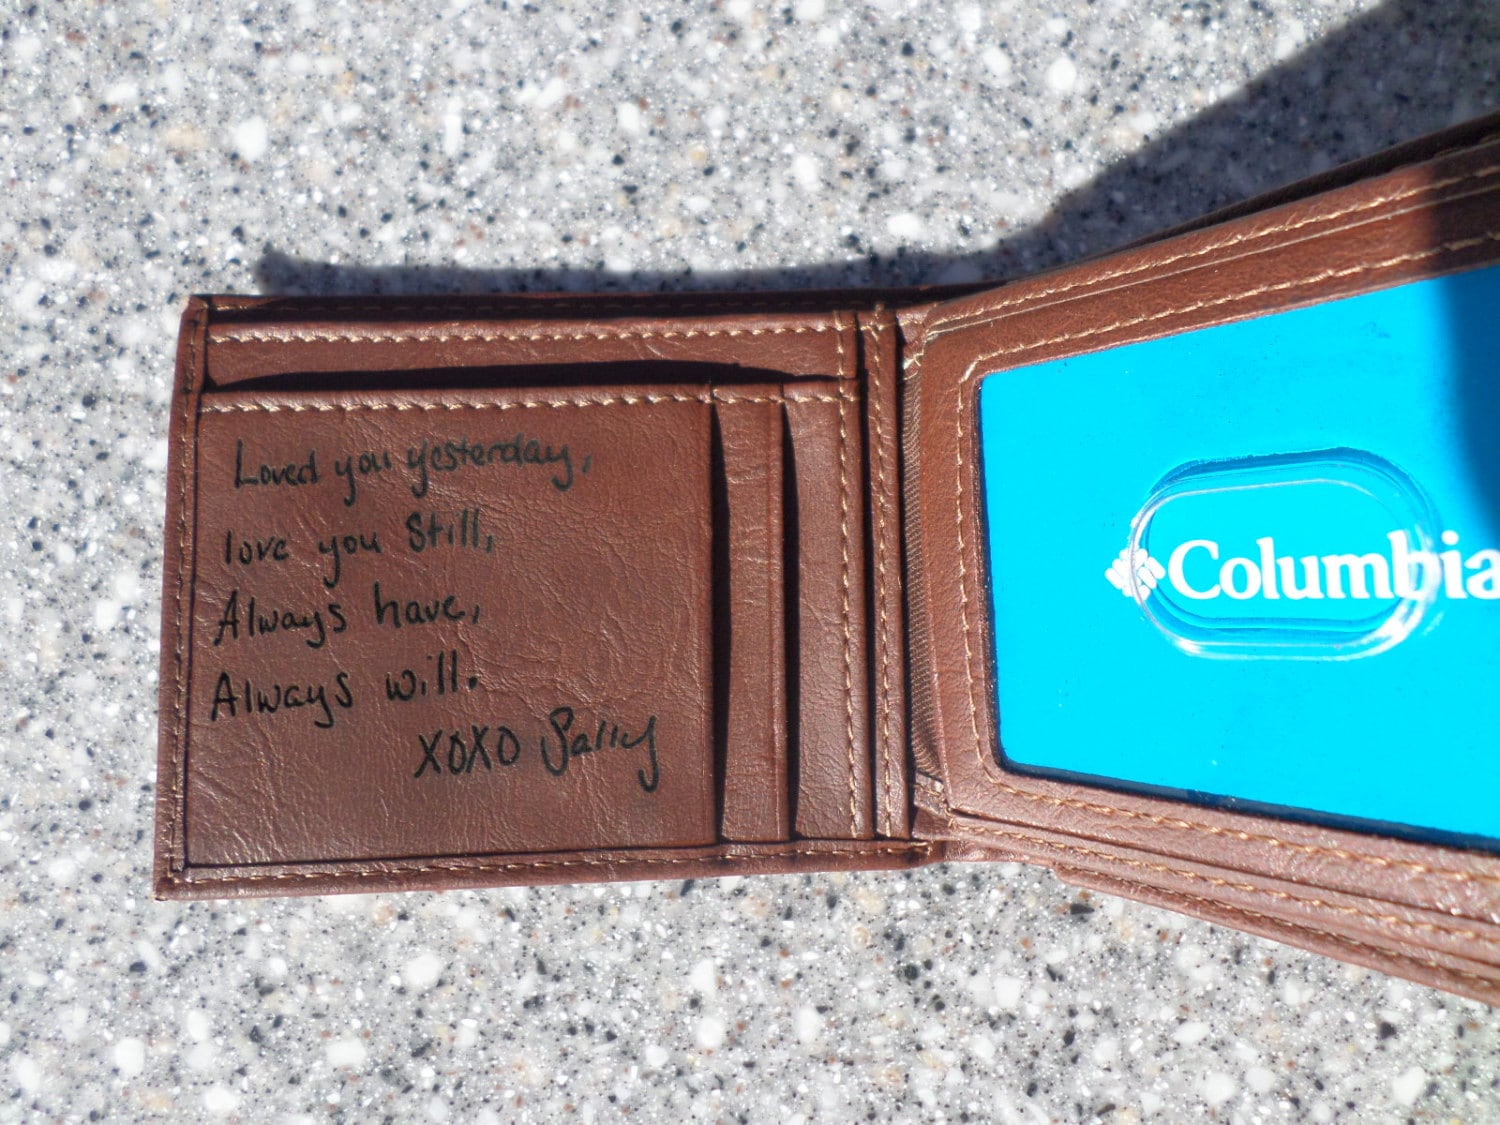 Loved you yesterday,
love you Still,
Always have,
Always will.
XOXO Sally
Columbia